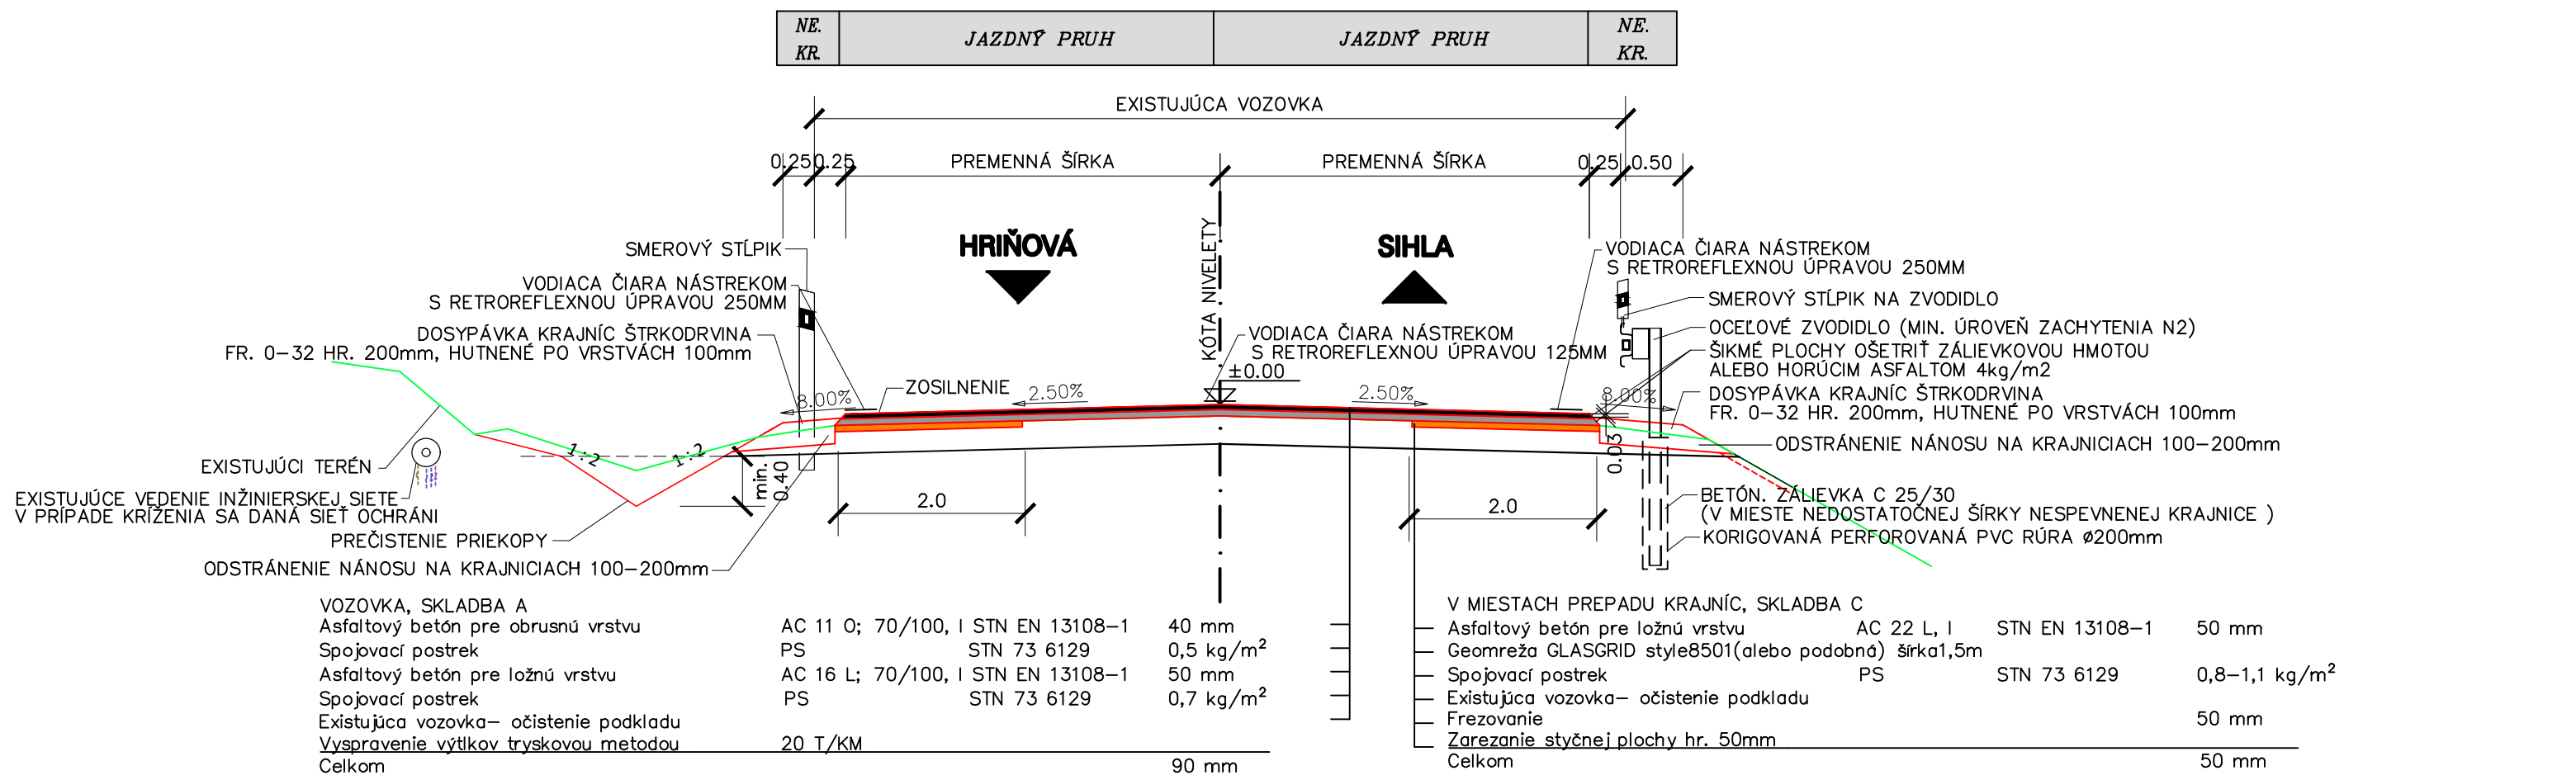 NE. KR.
JAZDNÝ PRUH
JAZDNÝ PRUH
NE. KR.
EXISTUJÚCA VOZOVKA
0.25
0.25
PREMENNÁ ŠÍRKA
PREMENNÁ ŠÍRKA
0.25
0.50
HRIŇOVÁ
SIHLA
KÓTA NIVELETY
SMEROVÝ STĹPIK
VODIACA ČIARA NÁSTREKOM
S RETROREFLEXNOU ÚPRAVOU 250MM
DOSYPÁVKA KRAJNÍC ŠTRKODRVINA
FR. 0-32 HR. 200mm, HUTNENÉ PO VRSTVÁCH 100mm
ZOSILNENIE
8.00%
2.50%
±0.00
VODIACA ČIARA NÁSTREKOM
S RETROREFLEXNOU ÚPRAVOU 125MM
2.50%
8.00%
VODIACA ČIARA NÁSTREKOM
S RETROREFLEXNOU ÚPRAVOU 250MM
SMEROVÝ STĹPIK NA ZVODIDLO
OCEĽOVÉ ZVODIDLO (MIN. ÚROVEŇ ZACHYTENIA N2)
ŠIKMÉ PLOCHY OŠETRIŤ ZÁLIEVKOVOU HMOTOU
ALEBO HORÚCIM ASFALTOM 4kg/m2
DOSYPÁVKA KRAJNÍC ŠTRKODRVINA
FR. 0-32 HR. 200mm, HUTNENÉ PO VRSTVÁCH 100mm
ODSTRÁNENIE NÁNOSU NA KRAJNICIACH 100-200mm
0.03
1:2
1:2
min. 0.40
2.0
2.0
EXISTUJÚCI TERÉN
EXISTUJÚCE VEDENIE INŽINIERSKEJ SIETE
V PRÍPADE KRÍŽENIA SA DANÁ SIEŤ OCHRÁNI
PREČISTENIE PRIEKOPY
ODSTRÁNENIE NÁNOSU NA KRAJNICIACH 100-200mm
BETÓN. ZÁLIEVKA C 25/30
(V MIESTE NEDOSTATOČNEJ ŠÍRKY NESPEVNENEJ KRAJNICE )
KORIGOVANÁ PERFOROVANÁ PVC RÚRA Ø200mm
VOZOVKA, SKLADBA A
Asfaltový betón pre obrusnú vrstvu AC 11 O; 70/100, I STN EN 13108-1 40 mm
Spojovací postrek PS STN 73 6129 0,5 kg/m²
Asfaltový betón pre ložnú vrstvu AC 16 L; 70/100, I STN EN 13108-1 50 mm
Spojovací postrek PS STN 73 6129 0,7 kg/m²
Existujúca vozovka- očistenie podkladu
Vyspravenie výtlkov tryskovou metodou 20 T/KM
Celkom 90 mm
V MIESTACH PREPADU KRAJNÍC, SKLADBA C
Asfaltový betón pre ložnú vrstvu AC 22 L, I STN EN 13108-1 50 mm
Geomreža GLASGRID style8501(alebo podobná) šírka1,5m
Spojovací postrek PS STN 73 6129 0,8-1,1 kg/m²
Existujúca vozovka- očistenie podkladu
Frezovanie 50 mm
Zarezanie styčnej plochy hr. 50mm
Celkom 50 mm